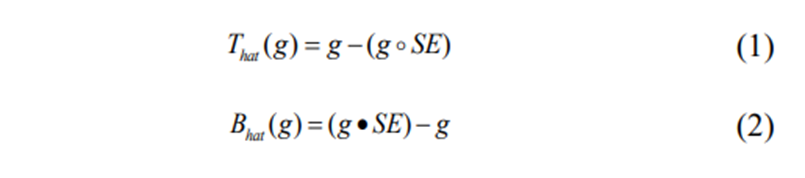 T_hat(g) = g − (g ∘ SE) (1)
B_hat(g) = (g • SE) − g (2)